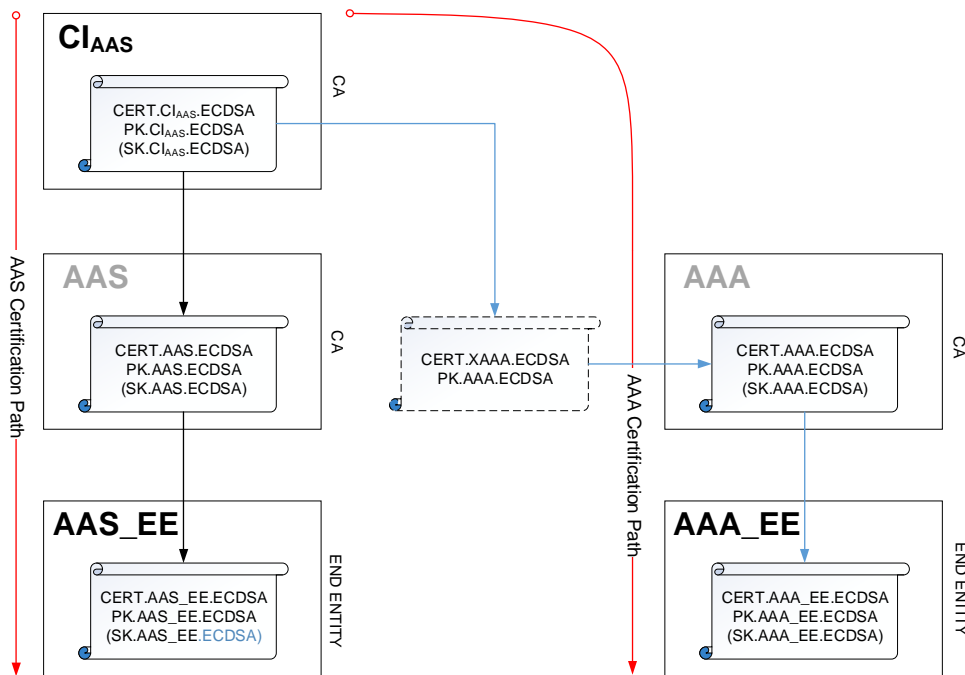 CIAAS
CERT.CIAAS.ECDSA
PK.CIAAS.ECDSA
(SK.CIAAS.ECDSA)
CA
AAS Certification Path
AAS
CERT.AAS.ECDSA
PK.AAS.ECDSA
(SK.AAS.ECDSA)
CA
CERT.XAAA.ECDSA
PK.AAA.ECDSA
AAA Certification Path
AAA
CERT.AAA.ECDSA
PK.AAA.ECDSA
(SK.AAA.ECDSA)
CA
AAS_EE
CERT.AAS_EE.ECDSA
PK.AAS_EE.ECDSA
(SK.AAS_EE.ECDSA)
END ENTITY
AAA_EE
CERT.AAA_EE.ECDSA
PK.AAA_EE.ECDSA
(SK.AAA_EE.ECDSA)
END ENTITY